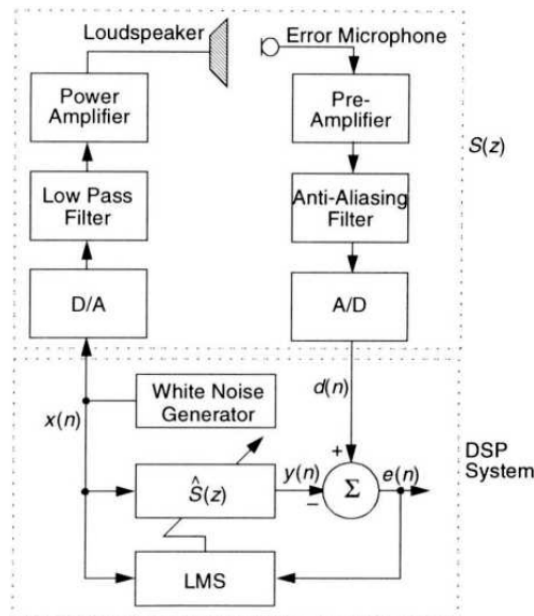 Loudspeaker
Error Microphone
Power
Amplifier
Pre-
Amplifier
S(z)
Low Pass
Filter
Anti-Aliasing
Filter
D/A
A/D
White Noise
Generator
x(n)
d(n)
DSP
System
+
Ŝ(z)
y(n)
Σ
e(n)
−
LMS